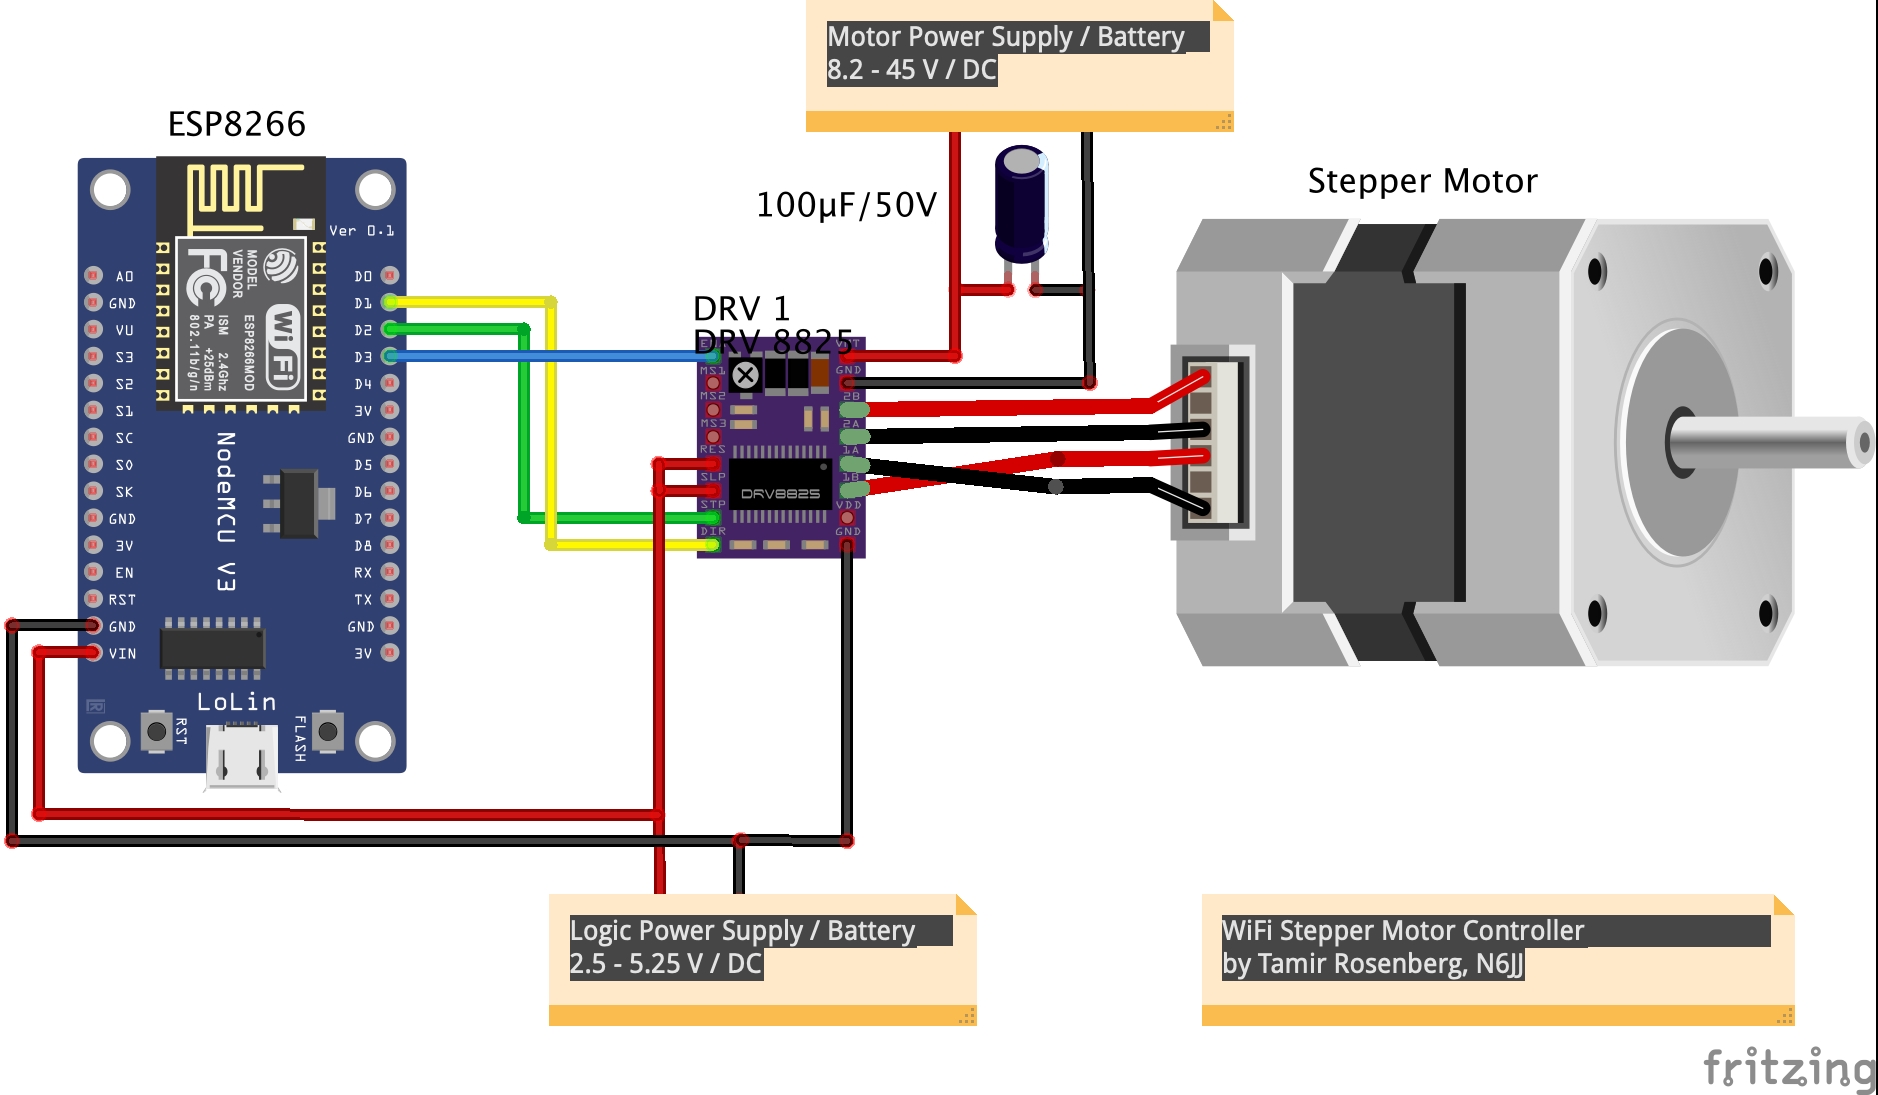 Motor Power Supply / Battery
8.2 - 45 V / DC
ESP8266
Stepper Motor
100µF/50V
Ver 0.1
MODEL
VENDOR
ISM 2.4GHz
PA +25dBm
802.11b/g/n
ESP8266MOD
FC
WiFi
A0
GND
VU
S3
S2
S1
SC
S0
SK
GND
3V
EN
RST
GND
VIN
D0
D1
D2
D3
D4
3V
GND
D5
D6
D7
D8
RX
TX
GND
3V
NodeMCU V3
LoLin
RST
FLASH
DRV 1
DRV 8825
MS1
MS2
MS3
RES
SLP
STP
DIR
GND
2B
2A
1A
1B
VDD
GND
DRV8825
Logic Power Supply / Battery
2.5 - 5.25 V / DC
WiFi Stepper Motor Controller
by Tamir Rosenberg, N6JJ
fritzing